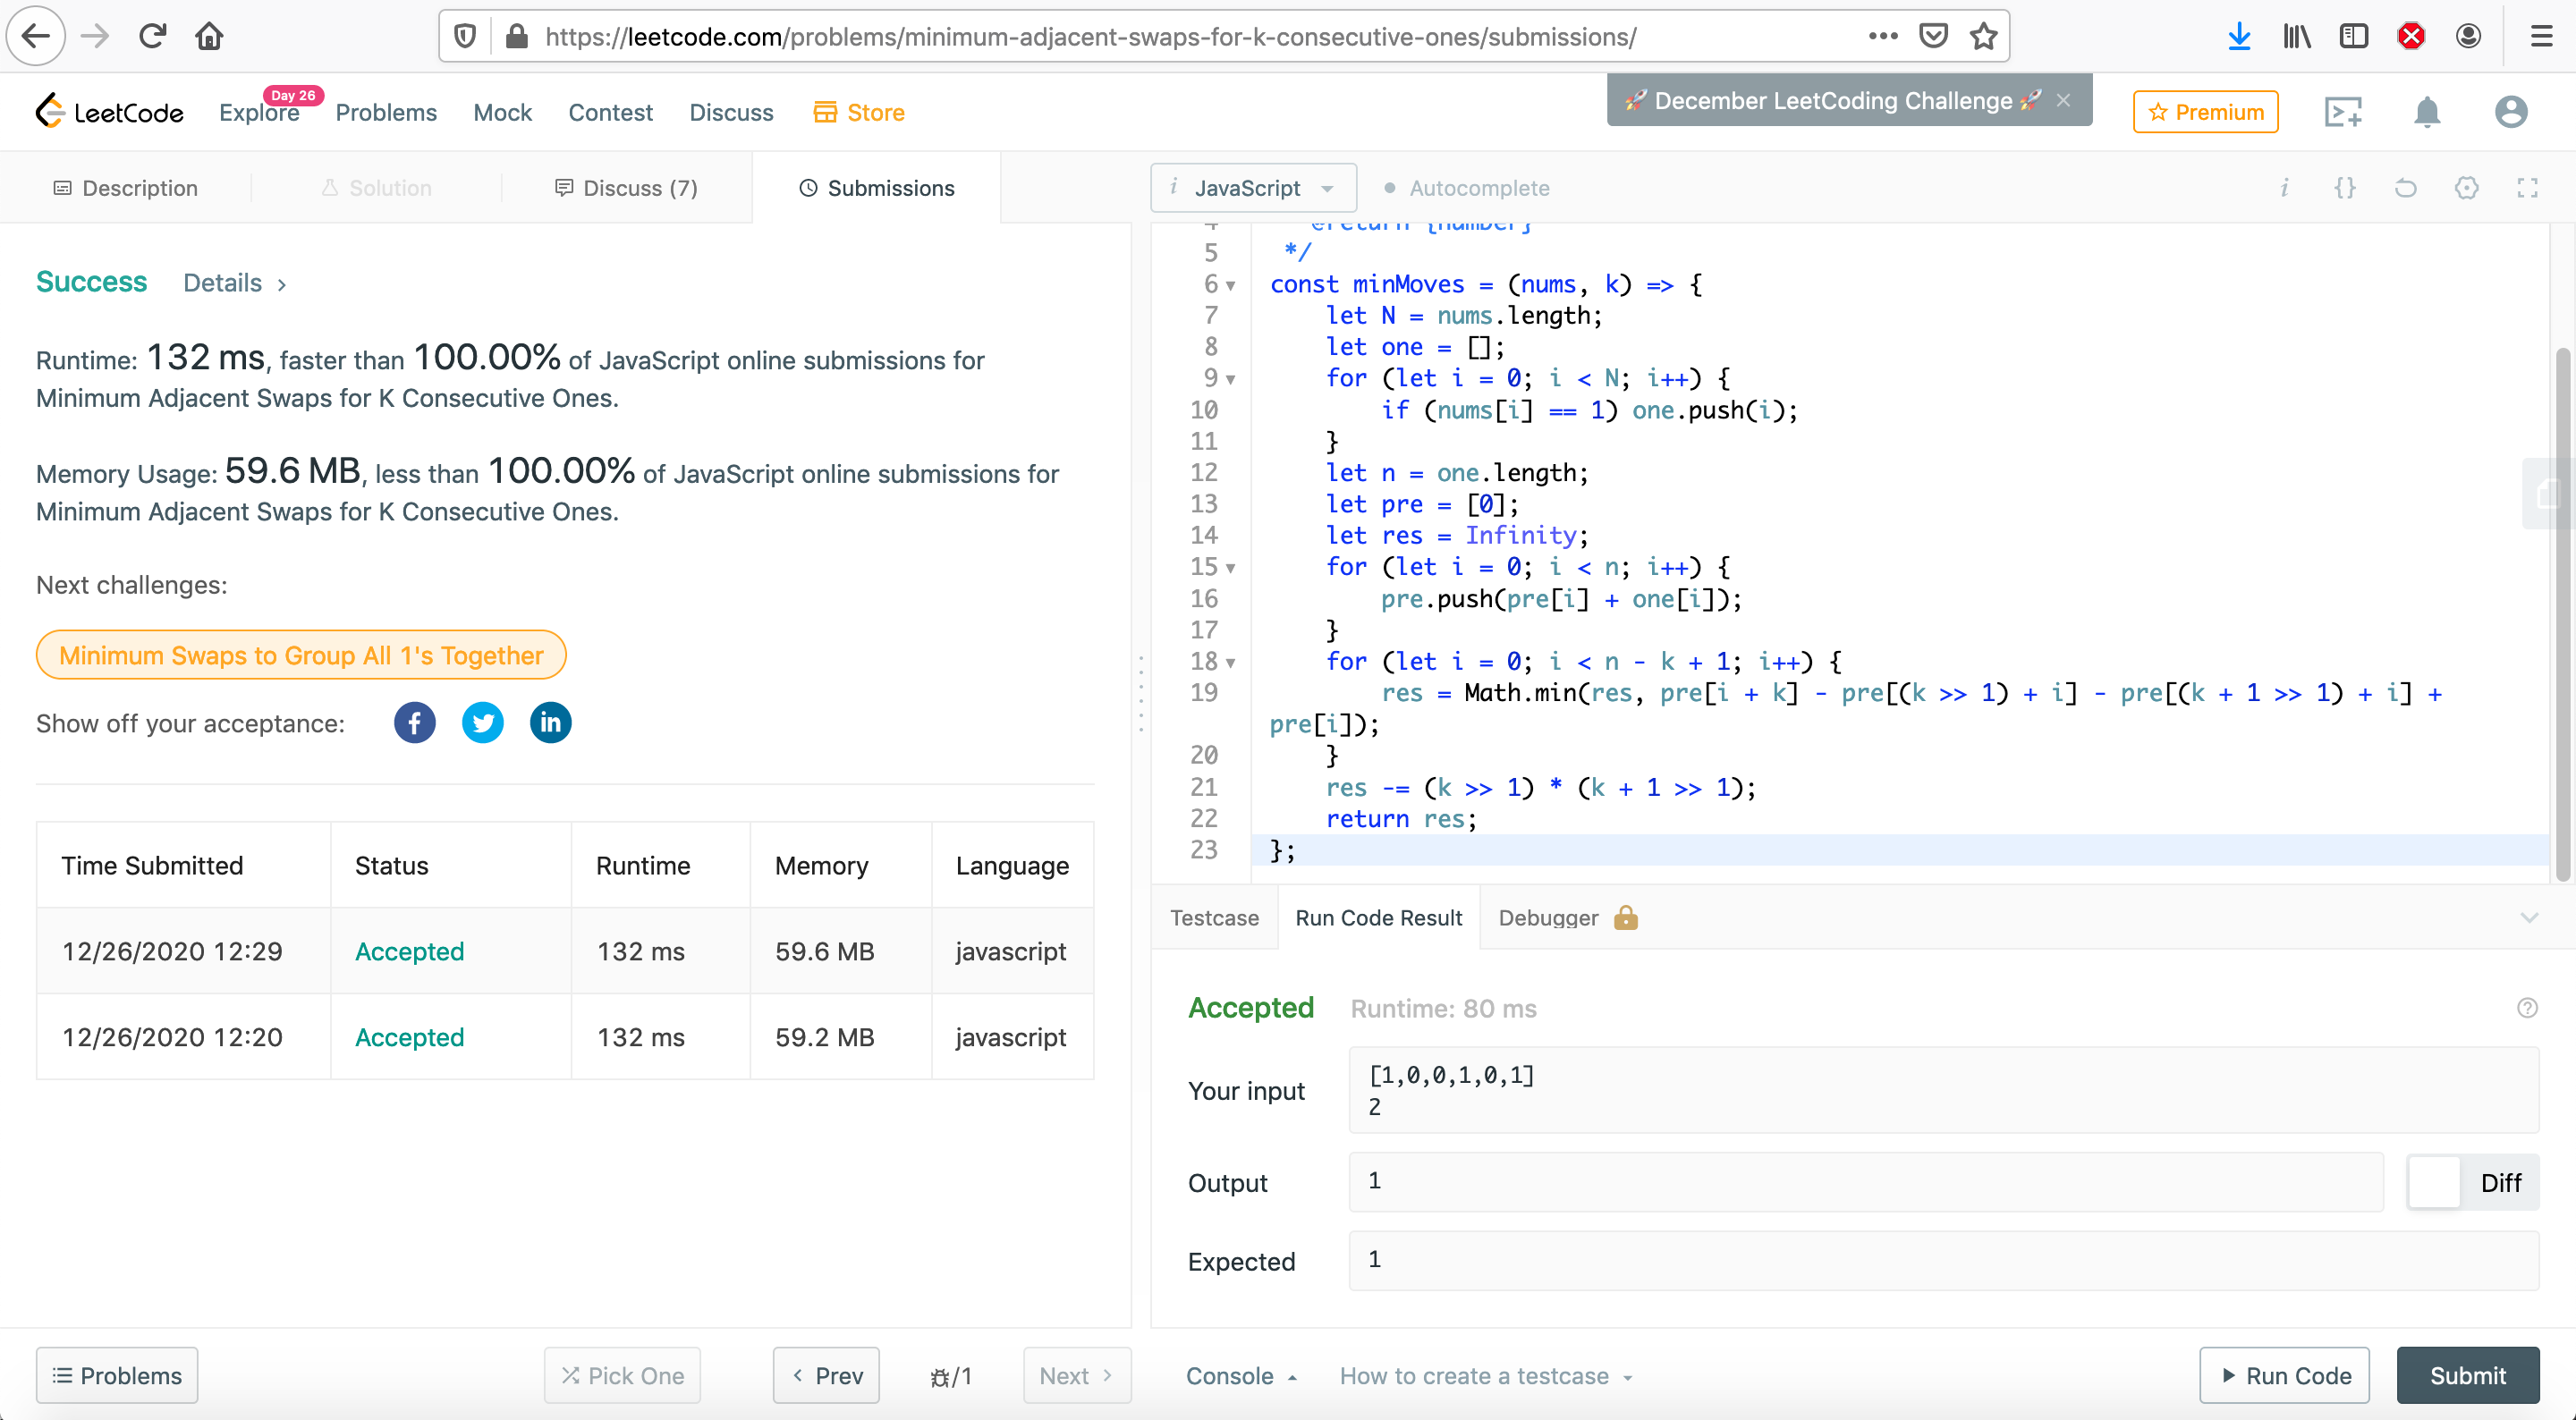 https://leetcode.com/problems/minimum-adjacent-swaps-for-k-consecutive-ones/submissions/
LeetCode
Explore
Day 26
Problems
Mock
Contest
Discuss
Store
🚀 December LeetCoding Challenge 🚀
Premium
Description
Solution
Discuss (7)
Submissions
i JavaScript
Autocomplete
Success
Details
Runtime: 132 ms, faster than 100.00% of JavaScript online submissions for
Minimum Adjacent Swaps for K Consecutive Ones.
Memory Usage: 59.6 MB, less than 100.00% of JavaScript online submissions for
Minimum Adjacent Swaps for K Consecutive Ones.
Next challenges:
Minimum Swaps to Group All 1's Together
Show off your acceptance:
Time Submitted Status Runtime Memory Language
12/26/2020 12:29 Accepted 132 ms 59.6 MB javascript
12/26/2020 12:20 Accepted 132 ms 59.2 MB javascript
4 @return {number}
5 */
6 const minMoves = (nums, k) => {
7 let N = nums.length;
8 let one = [];
9 for (let i = 0; i < N; i++) {
10 if (nums[i] == 1) one.push(i);
11 }
12 let n = one.length;
13 let pre = [0];
14 let res = Infinity;
15 for (let i = 0; i < n; i++) {
16 pre.push(pre[i] + one[i]);
17 }
18 for (let i = 0; i < n - k + 1; i++) {
19 res = Math.min(res, pre[i + k] - pre[(k >> 1) + i] - pre[(k + 1 >> 1) + i] +
pre[i]);
20 }
21 res -= (k >> 1) * (k + 1 >> 1);
22 return res;
23 };
Testcase
Run Code Result
Debugger
Accepted
Runtime: 80 ms
Your input
[1,0,0,1,0,1]
2
Output
1
Diff
Expected
1
Problems
Pick One
Prev
/1
Next
Console
How to create a testcase
Run Code
Submit